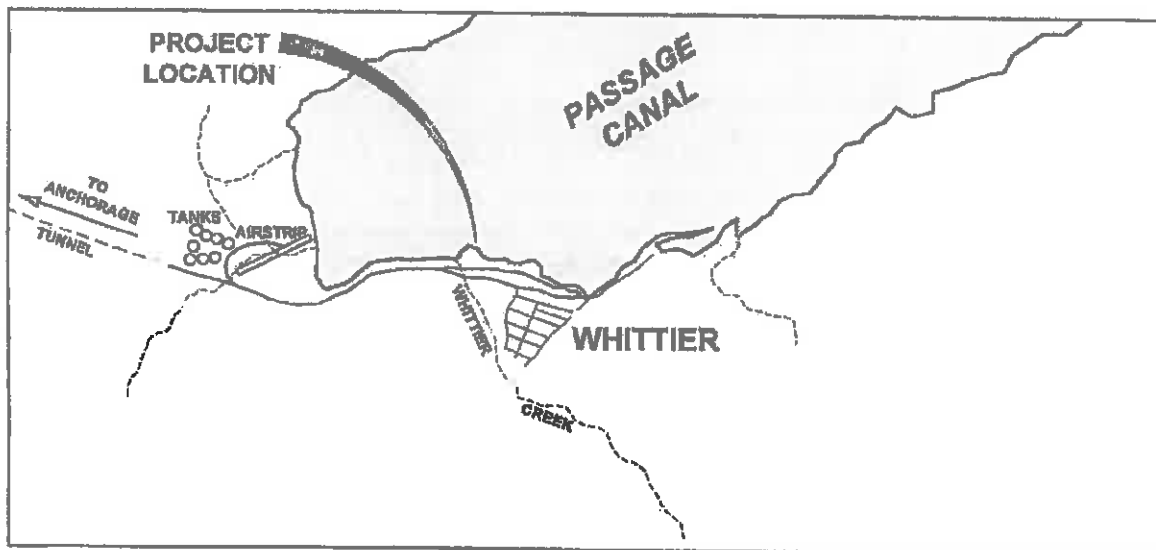 PROJECT
LOCATION
PASSAGE
CANAL
TO
ANCHORAGE
TUNNEL
TANKS
AIRSTRIP
WHITTIER
WHITTIER
CREEK